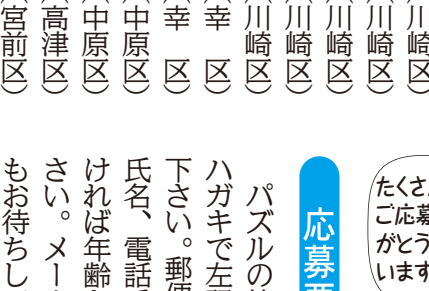 川崎区）
川崎区）
川崎区）
川崎区）
川崎区）
幸　区）
幸　区）
中原区）
中原区）
高津区）
宮前区）
たくさ
ご応募
がとう
います
応募
パズルの
ハガキで左
下さい。郵便
氏名、電話
ければ年齢
さい。メー
もお待ちし